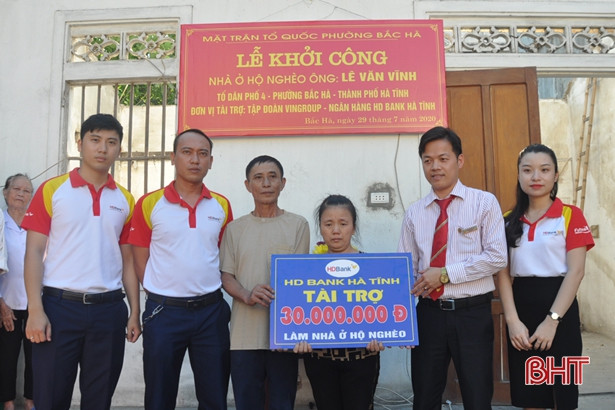 MẶT TRẬN TỔ QUỐC PHƯỜNG BẮC HÀ
LỄ KHỞI CÔNG
NHÀ Ở HỘ NGHÈO ÔNG: LÊ VĂN VĨNH
TỔ DÂN PHỐ 4 - PHƯỜNG BẮC HÀ - THÀNH PHỐ HÀ TĨNH
ĐƠN VỊ TÀI TRỢ: TẬP ĐOÀN VINGROUP - NGÂN HÀNG HD BANK HÀ TĨNH
Bắc Hà, ngày 29 tháng 7 năm 2020
HDBank
HD BANK HÀ TĨNH
TÀI TRỢ
30.000.000 Đ
LÀM NHÀ Ở HỘ NGHÈO
BHT